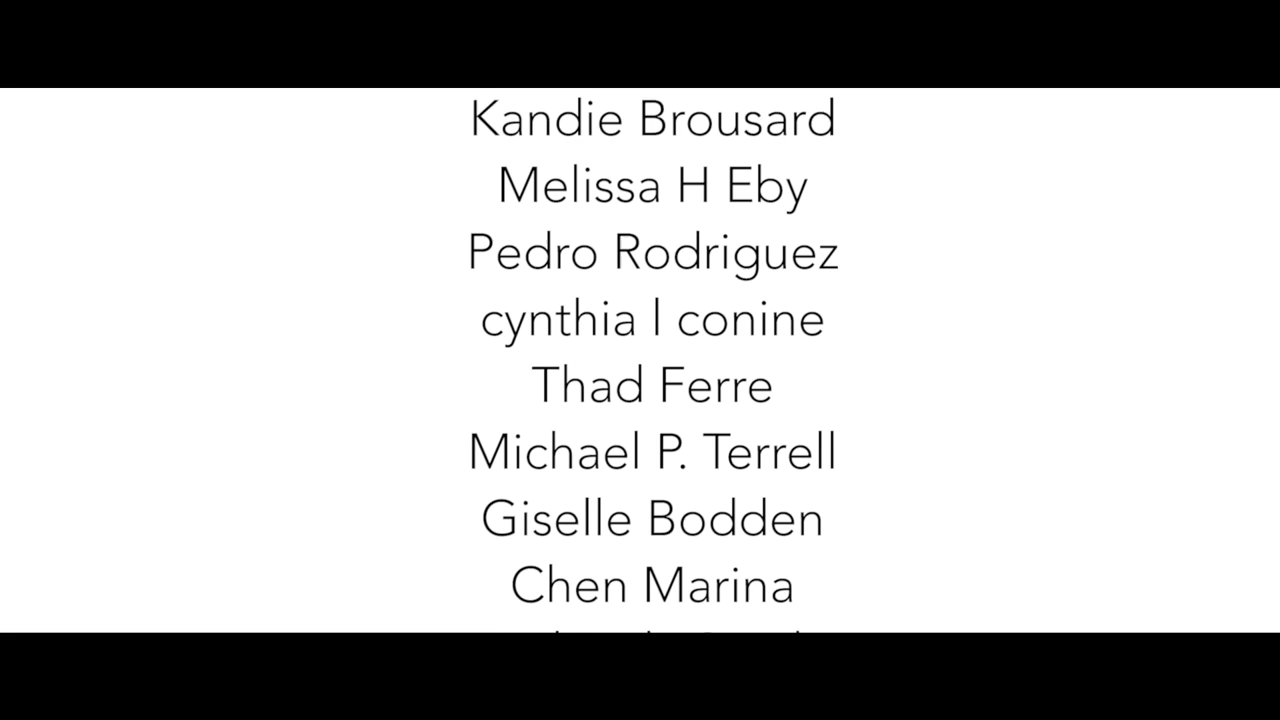 Kandie Brousard
Melissa H Eby
Pedro Rodriguez
cynthia l conine
Thad Ferre
Michael P. Terrell
Giselle Bodden
Chen Marina